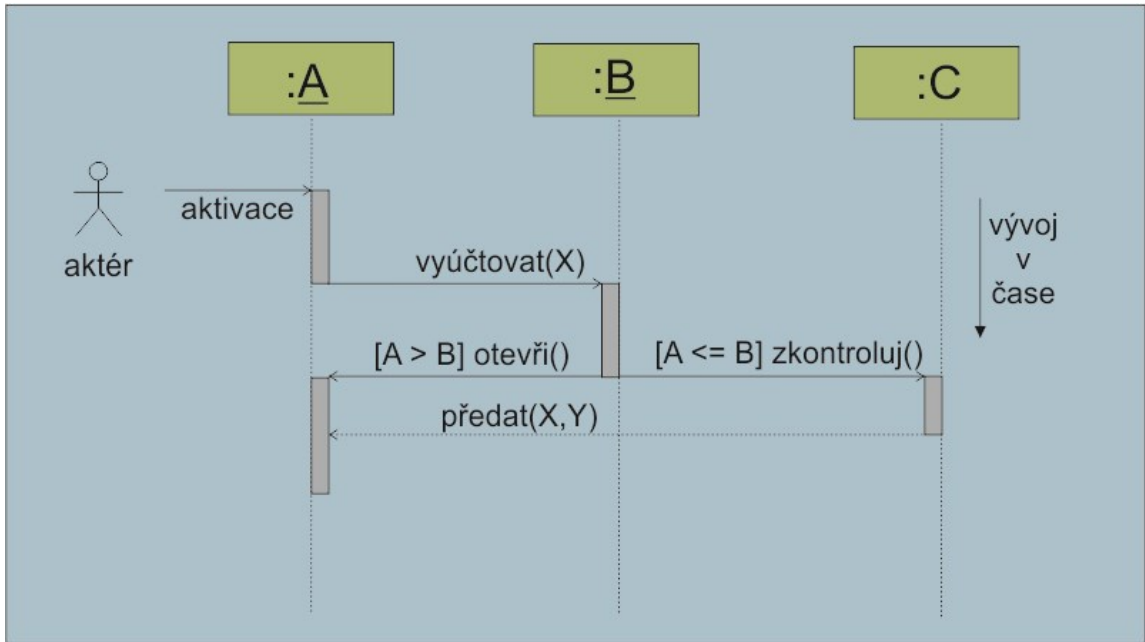 :A
:B
:C
aktivace
aktér
vývoj
v
čase
vyúčtovat(X)
[A > B] otevři()
[A <= B] zkontroluj()
předat(X,Y)